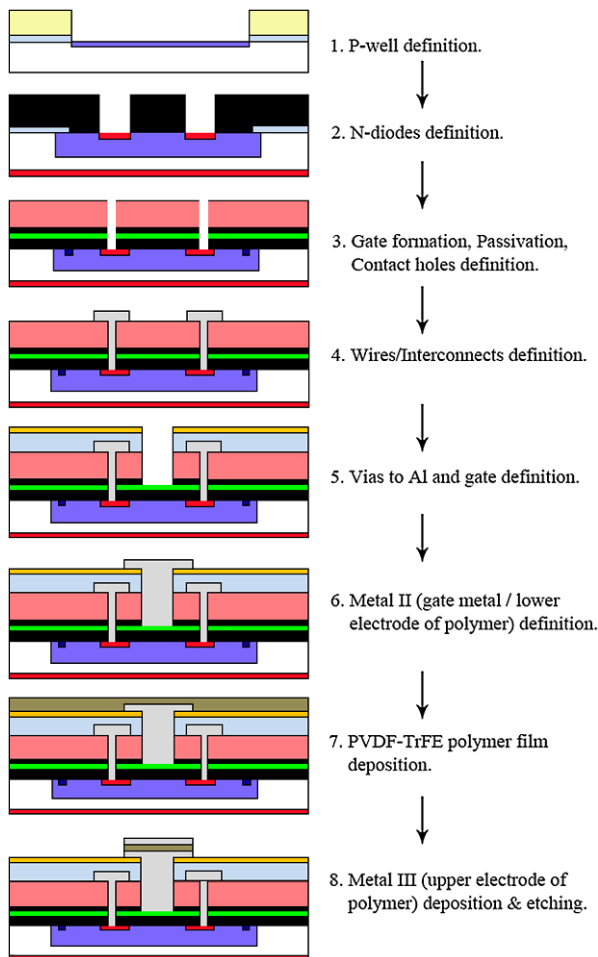 1. P-well definition.
2. N-diodes definition.
3. Gate formation, Passivation,
Contact holes definition.
4. Wires/Interconnects definition.
5. Vias to Al and gate definition.
6. Metal II (gate metal / lower
electrode of polymer) definition.
7. PVDF-TrFE polymer film
deposition.
8. Metal III (upper electrode of
polymer) deposition & etching.